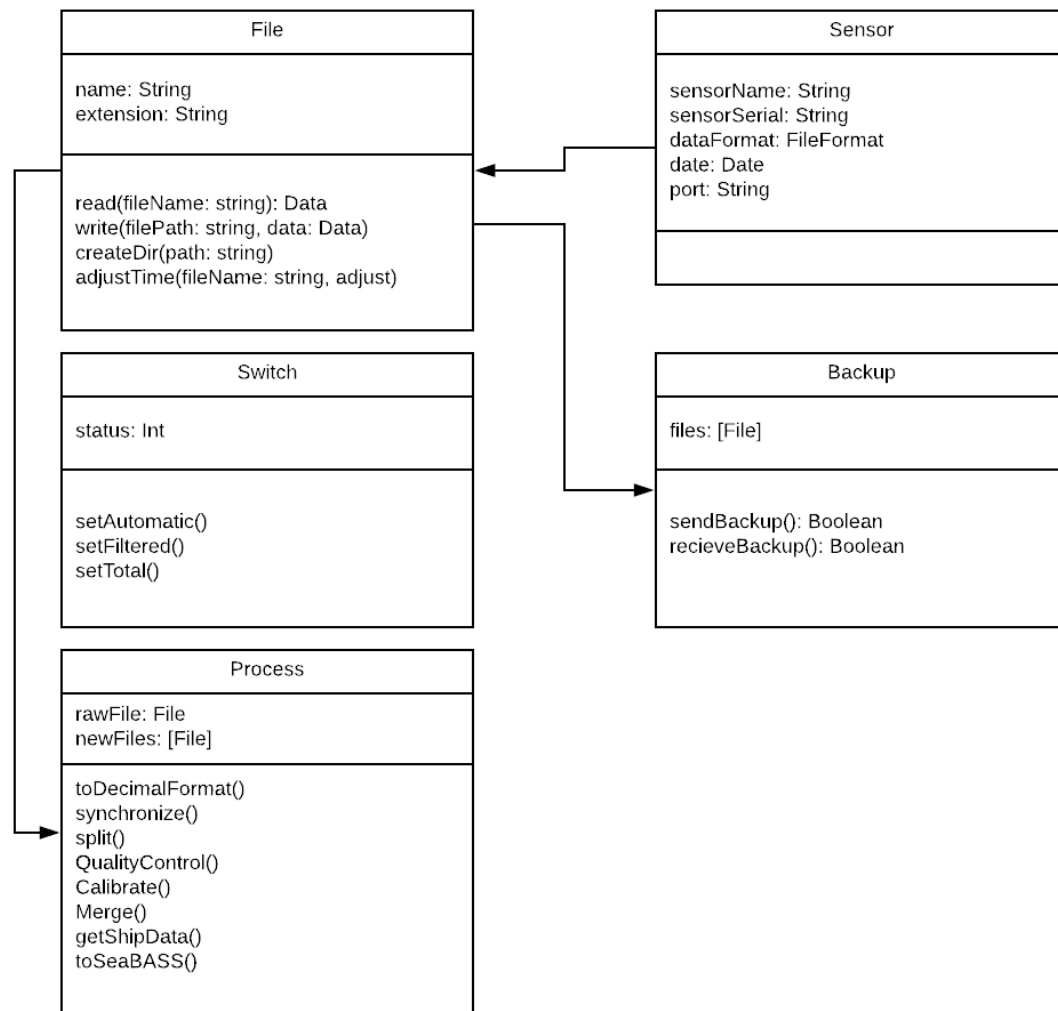 File
name: String
extension: String
read(fileName: string): Data
write(filePath: string, data: Data)
createDir(path: string)
adjustTime(fileName: string, adjust)
Sensor
sensorName: String
sensorSerial: String
dataFormat: FileFormat
date: Date
port: String
Switch
status: Int
setAutomatic()
setFiltered()
setTotal()
Backup
files: [File]
sendBackup(): Boolean
recieveBackup(): Boolean
Process
rawFile: File
newFiles: [File]
toDecimalFormat()
synchronize()
split()
QualityControl()
Calibrate()
Merge()
getShipData()
toSeaBASS()